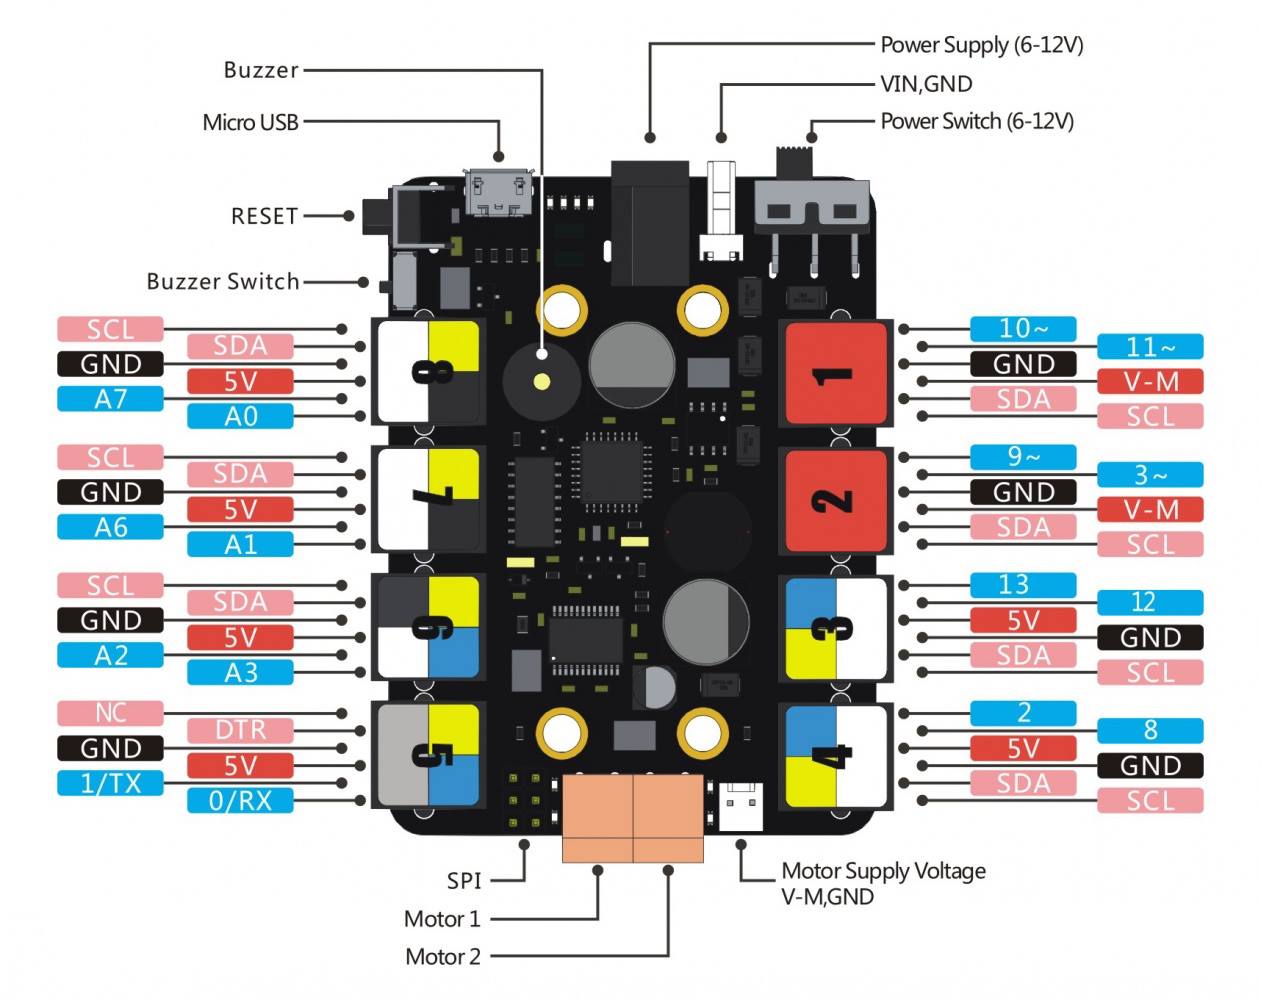 Power Supply (6-12V)
Buzzer
VIN,GND
Micro USB
Power Switch (6-12V)
RESET
Buzzer Switch
SCL
SDA
GND
5V
A7
A0
8
1
10~
11~
GND
V-M
SDA
SCL
SCL
SDA
GND
5V
A6
A1
7
2
9~
3~
GND
V-M
SDA
SCL
SCL
SDA
GND
5V
A2
A3
6
3
13
12
5V
GND
SDA
SCL
NC
DTR
GND
5V
1/TX
0/RX
5
4
2
8
5V
GND
SDA
SCL
SPI
Motor 1
Motor 2
Motor Supply Voltage
V-M,GND